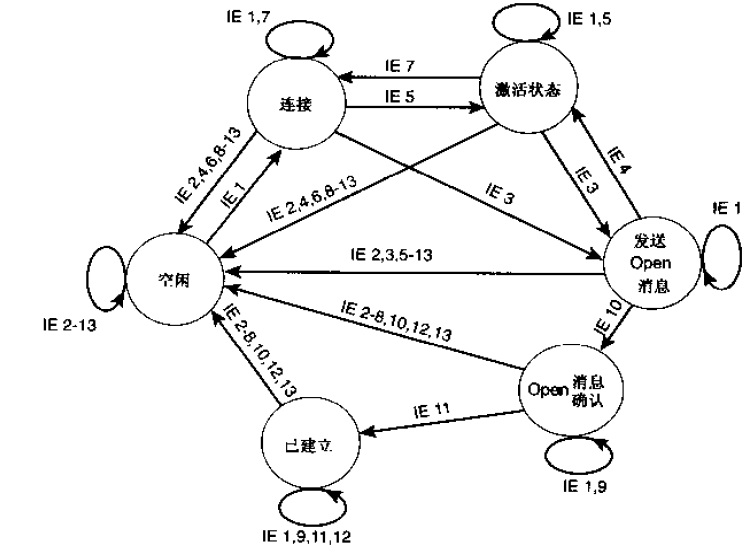 IE 1,7
IE 1,5
连接
IE 7
IE 5
激活状态
IE 2,4,6,8-13
IE 1
IE 2,4,6,8-13
IE 3
IE 3
IE 4
IE 1
发送
Open
消息
空闲
IE 2,3,5-13
IE 2-13
IE 2-8,10,12,13
IE 2-8,10,12,13
IE 10
Open 消息
确认
IE 11
已建立
IE 1,9
IE 1,9,11,12